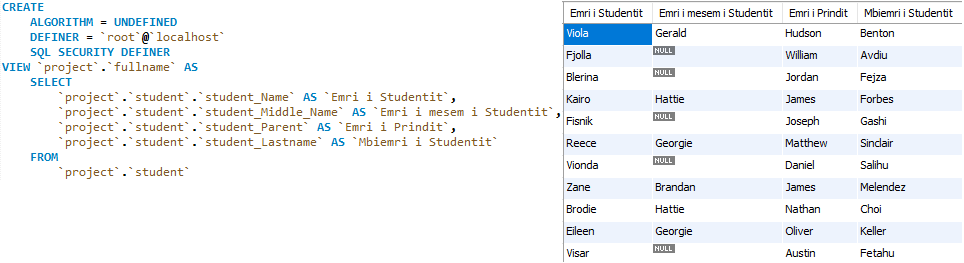 CREATE
ALGORITHM = UNDEFINED
DEFINER = `root`@`localhost`
SQL SECURITY DEFINER
VIEW `project`.`fullname` AS
SELECT
`project`.`student`.`student_Name` AS `Emri i Studentit`,
`project`.`student`.`student_Middle_Name` AS `Emri i mesem i Studentit`,
`project`.`student`.`student_Parent` AS `Emri i Prindit`,
`project`.`student`.`student_Lastname` AS `Mbiemri i Studentit`
FROM
`project`.`student`
Emri i Studentit Emri i mesem i Studentit Emri i Prindit Mbiemri i Studentit
Viola Gerald Hudson Benton
Fjolla NULL William Avdiu
Blerina NULL Jordan Fejza
Kairo Hattie James Forbes
Fisnik NULL Joseph Gashi
Reece Georgie Matthew Sinclair
Vionda NULL Daniel Salihu
Zane Brandan James Melendez
Brodie Hattie Nathan Choi
Eileen Georgie Oliver Keller
Visar NULL Austin Fetahu